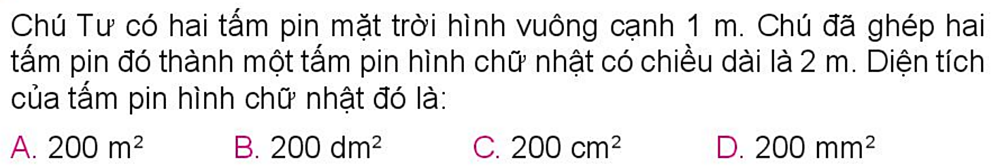 Chú Tư có hai tấm pin mặt trời hình vuông cạnh 1 m. Chú đã ghép hai
tấm pin đó thành một tấm pin hình chữ nhật có chiều dài là 2 m. Diện tích
của tấm pin hình chữ nhật đó là:
A. 200 m² B. 200 dm² C. 200 cm² D. 200 mm²